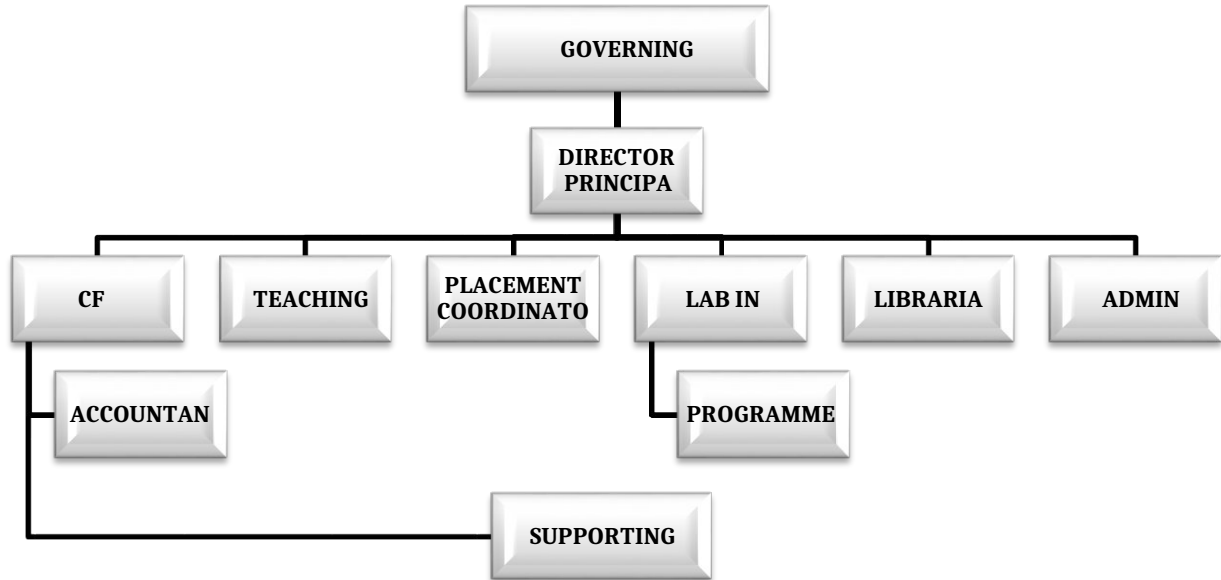 GOVERNING
DIRECTOR
PRINCIPA
CF
TEACHING
PLACEMENT
COORDINATO
LAB IN
LIBRARIA
ADMIN
ACCOUNTAN
PROGRAMME
SUPPORTING